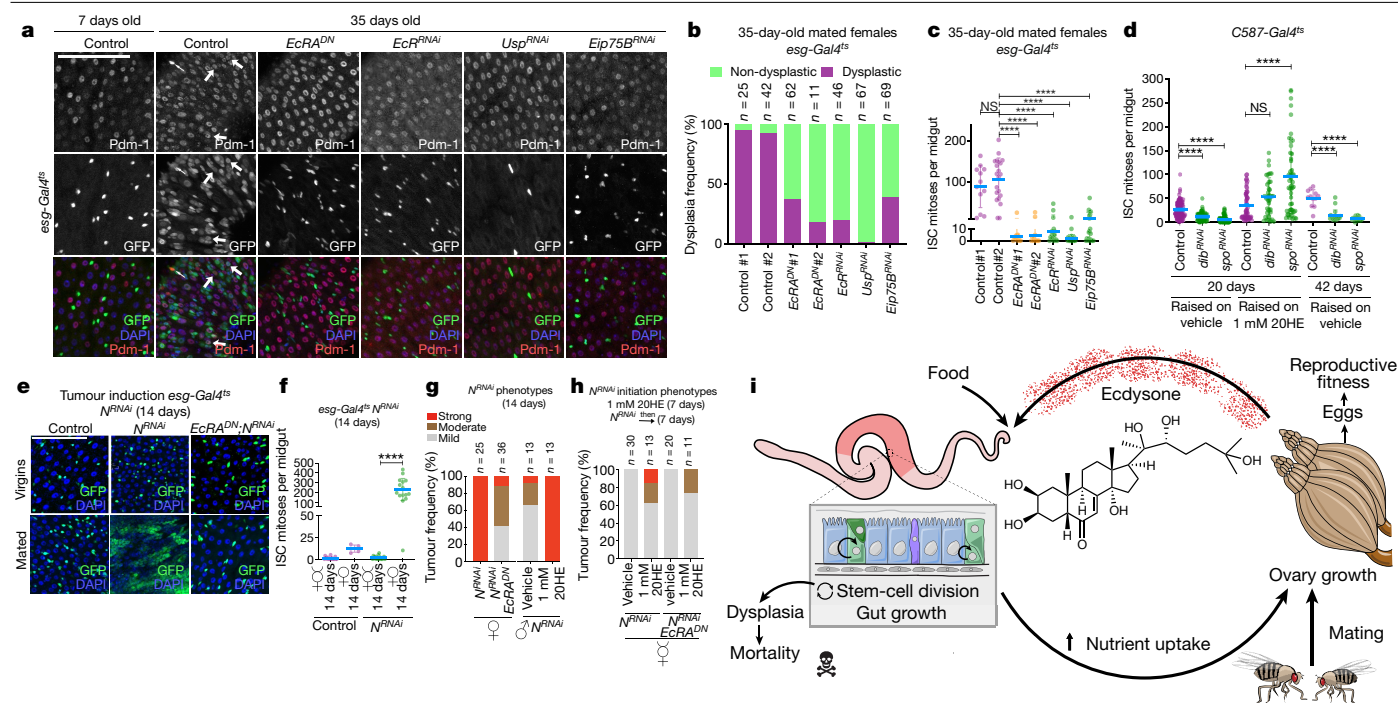 a
7 days old
35 days old
Control
Control
EcRA^DN
EcR^RNAi
Usp^RNAi
Eip75B^RNAi
esg-Gal4^ts
Pdm-1
Pdm-1
Pdm-1
Pdm-1
Pdm-1
Pdm-1
GFP
GFP
GFP
GFP
GFP
GFP
GFP
DAPI
Pdm-1
GFP
DAPI
Pdm-1
GFP
DAPI
Pdm-1
GFP
DAPI
Pdm-1
GFP
DAPI
Pdm-1
GFP
DAPI
Pdm-1
b
35-day-old mated females
esg-Gal4^ts
Non-dysplastic
Dysplastic
n = 25
n = 42
n = 62
n = 11
n = 46
n = 67
n = 69
Dysplasia frequency (%)
100
50
0
Control #1
Control #2
EcRA^DN#1
EcRA^DN#2
EcR^RNAi
Usp^RNAi
Eip75B^RNAi
c
35-day-old mated females
esg-Gal4^ts
NS
****
****
****
****
****
ISC mitoses per midgut
200
100
10
0
Control#1
Control#2
EcRA^DN#1
EcRA^DN#2
EcR^RNAi
Usp^RNAi
Eip75B^RNAi
d
C587-Gal4^ts
****
NS
****
****
****
****
ISC mitoses per midgut
300
250
200
150
100
50
0
Control
dib^RNAi
spo^RNAi
Control
dib^RNAi
spo^RNAi
Control
dib^RNAi
spo^RNAi
20 days
42 days
Raised on
vehicle
Raised on
1 mM 20HE
Raised on
vehicle
e
Tumour induction esg-Gal4^ts
N^RNAi (14 days)
Control
N^RNAi
EcRA^DN;N^RNAi
Virgins
Mated
GFP
DAPI
GFP
DAPI
GFP
DAPI
GFP
DAPI
GFP
DAPI
GFP
DAPI
f
esg-Gal4^ts N^RNAi
(14 days)
****
ISC mitoses per midgut
500
400
300
200
100
50
25
0
14 days
14 days
14 days
14 days
Control
N^RNAi
g
N^RNAi phenotypes
(14 days)
Strong
Moderate
Mild
n = 25
n = 36
n = 13
n = 13
Tumour frequency (%)
100
80
60
40
20
0
N^RNAi
N^RNAi
EcRA^DN
Vehicle
1 mM
20HE
♀
♂ N^RNAi
h
N^RNAi initiation phenotypes
1 mM 20HE (7 days)
then
N^RNAi → (7 days)
n = 30
n = 13
n = 20
n = 11
Tumour frequency (%)
100
80
60
40
20
0
Vehicle
1 mM
20HE
Vehicle
1 mM
20HE
N^RNAi
N^RNAi
EcRA^DN
i
Food
Ecdysone
Reproductive
fitness
Eggs
OH
OH
OH
OH
HO
HO
H
H
O
Stem-cell division
Gut growth
Dysplasia
Mortality
Nutrient uptake
Ovary growth
Mating